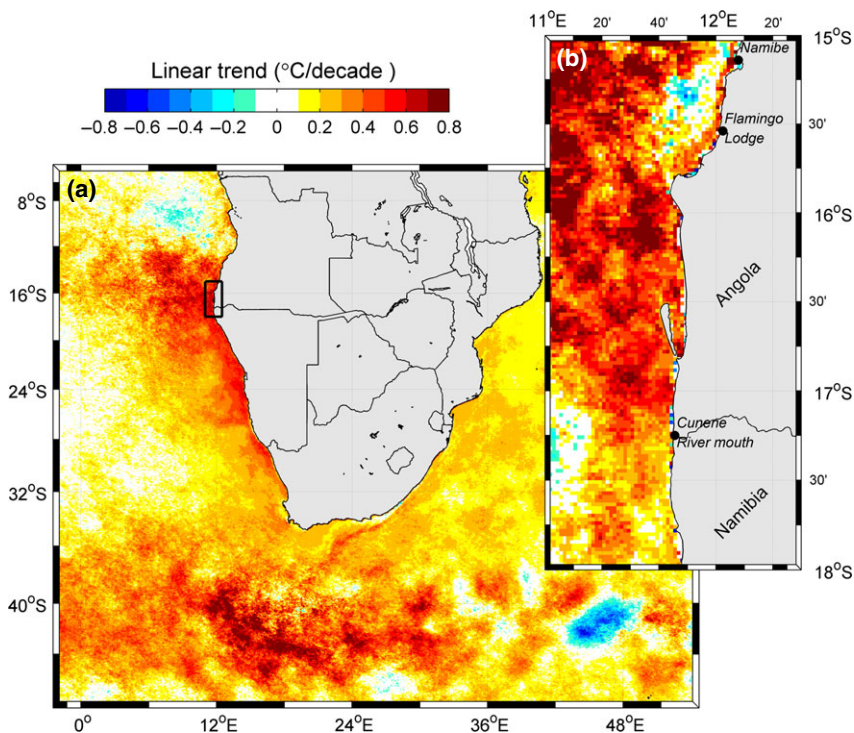 11°E 20' 40' 12°E 20'
Linear trend (°C/decade )
−0.8 −0.6 −0.4 −0.2 0 0.2 0.4 0.6 0.8
(a)
8°S
16°S
24°S
32°S
40°S
0° 12°E 24°E 36°E 48°E
(b)
Namibe
Flamingo
Lodge
Angola
Cunene
River mouth
Namibia
15°S
30'
16°S
30'
17°S
30'
18°S